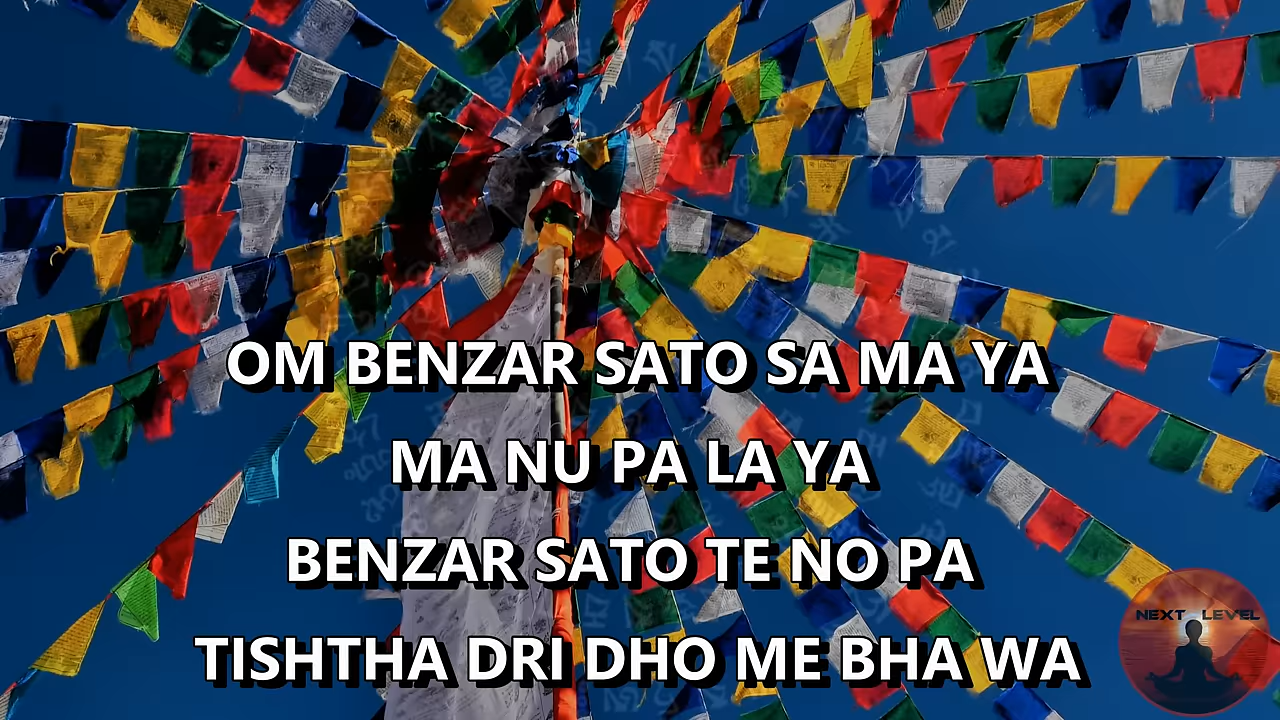 OM BENZAR SATO SA MA YA
MA NU PA LA YA
BENZAR SATO TE NO PA
TISHTHA DRI DHO ME BHA WA
NEXT LEVEL